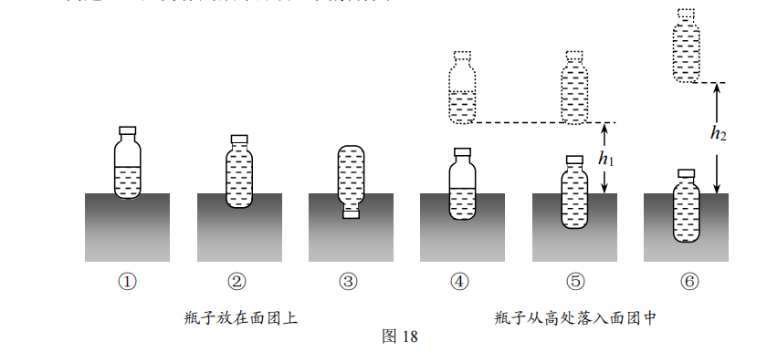 h₁
h₂
① ② ③ ④ ⑤ ⑥
瓶子放在面团上 瓶子从高处落入面团中
图 18